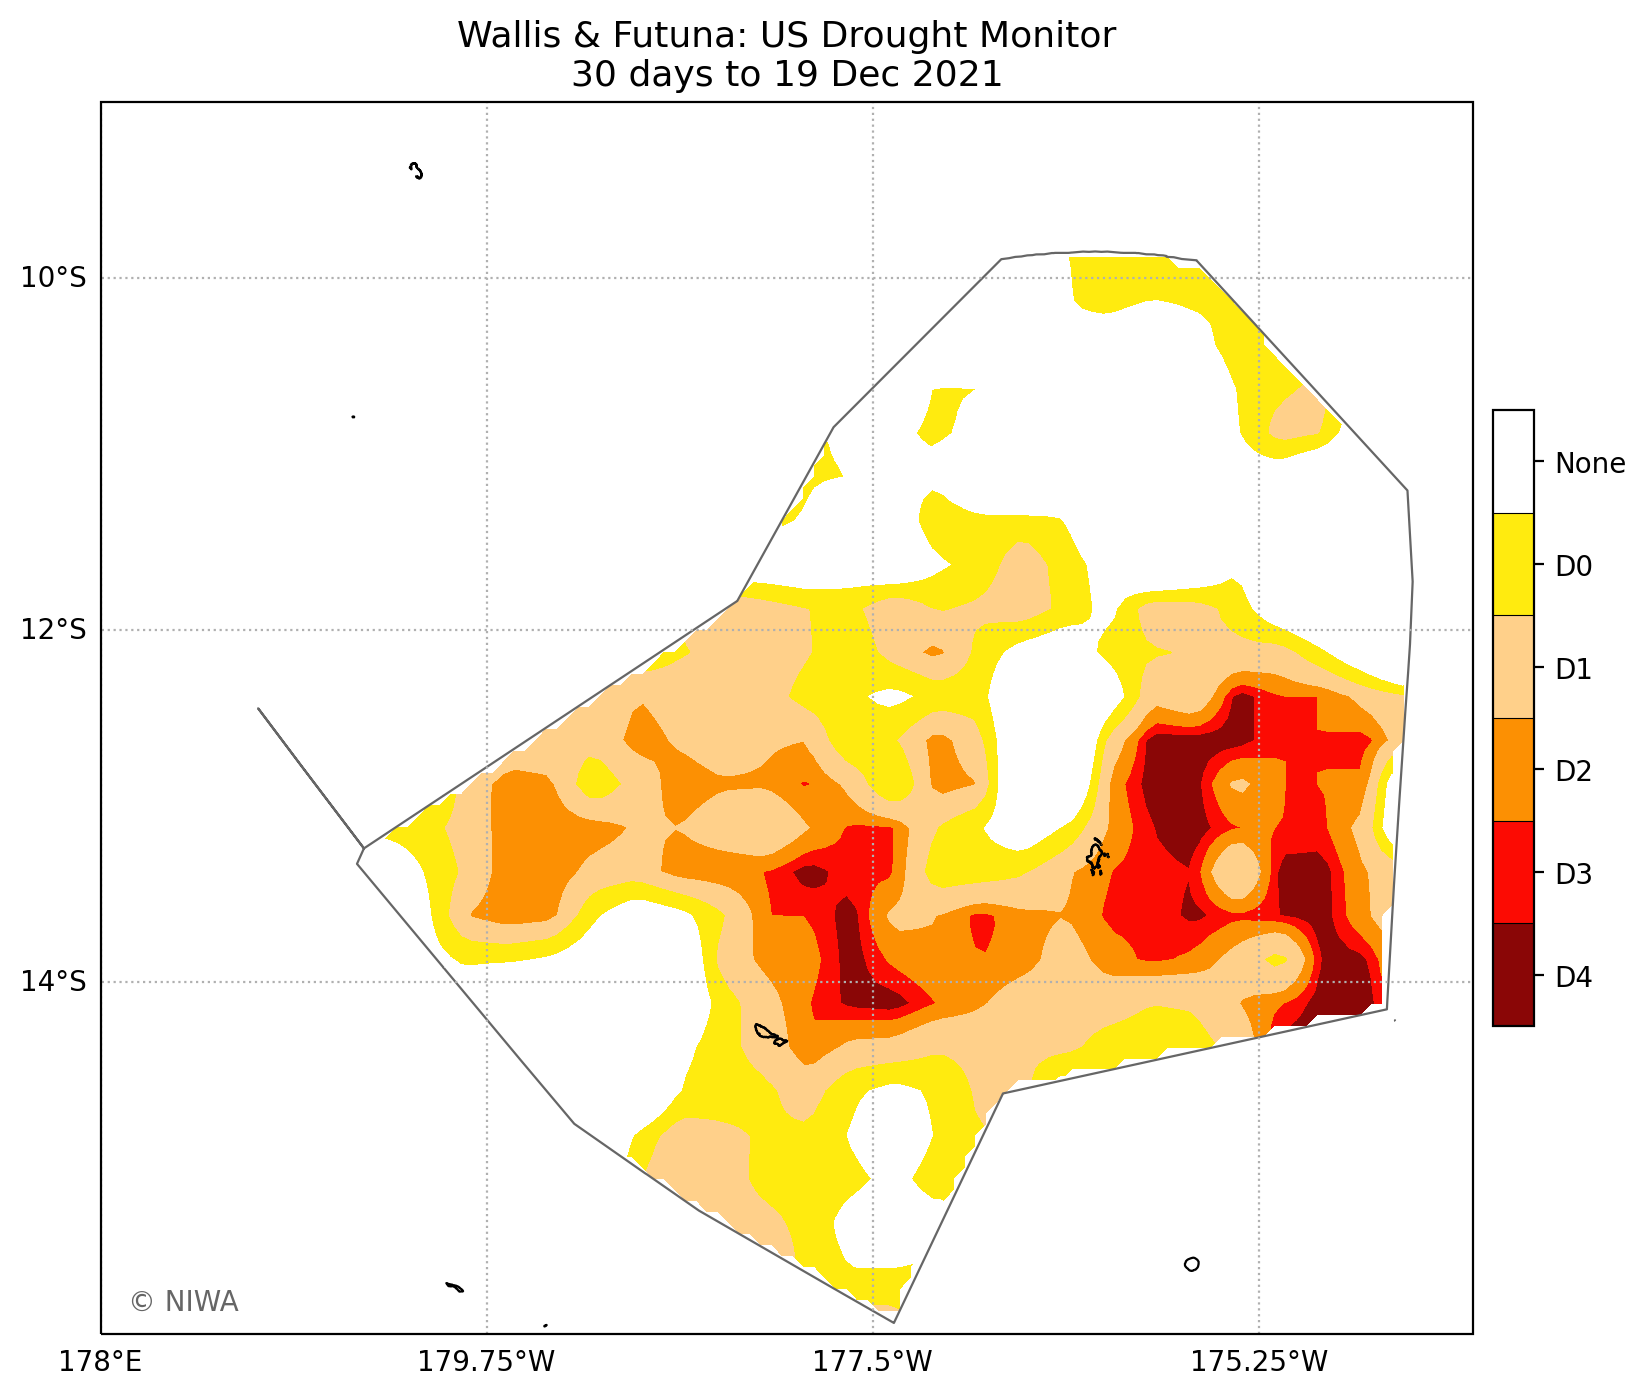 Wallis & Futuna: US Drought Monitor
30 days to 19 Dec 2021
10°S
12°S
14°S
178°E
179.75°W
177.5°W
175.25°W
None
D0
D1
D2
D3
D4
© NIWA